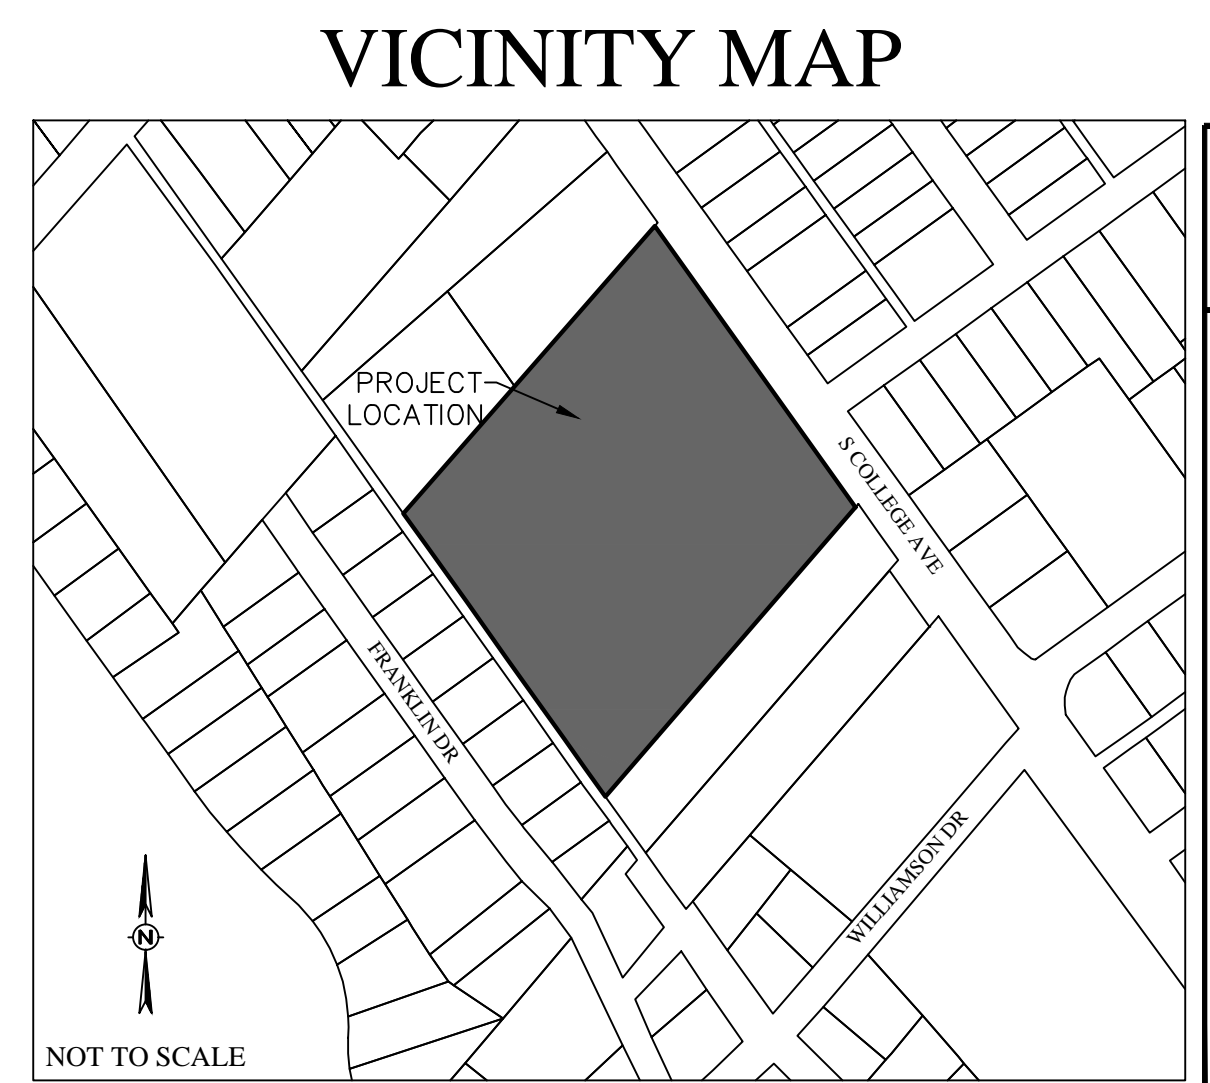 VICINITY MAP
PROJECT
LOCATION
S COLLEGE AVE
FRANKLIN DR
WILLIAMSON DR
N
NOT TO SCALE